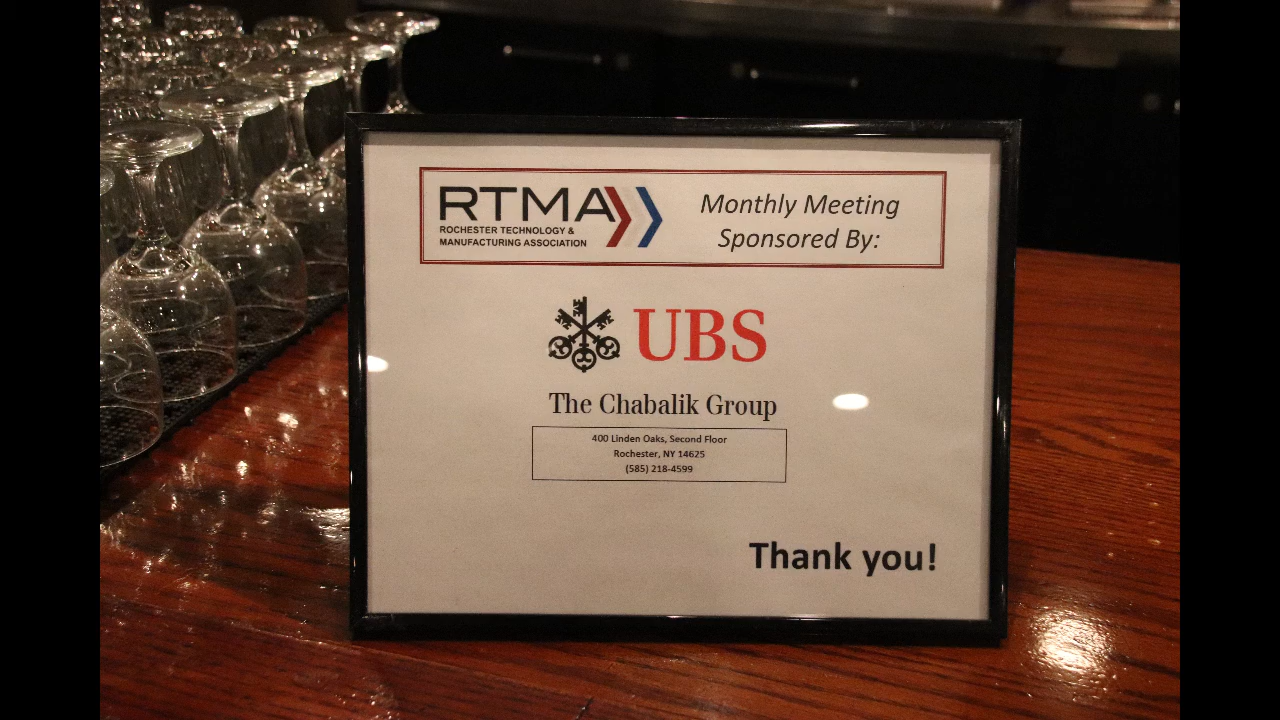 RTMA
ROCHESTER TECHNOLOGY &
MANUFACTURING ASSOCIATION
Monthly Meeting
Sponsored By:
UBS
The Chabalik Group
400 Linden Oaks, Second Floor
Rochester, NY 14625
(585) 218-4599
Thank you!